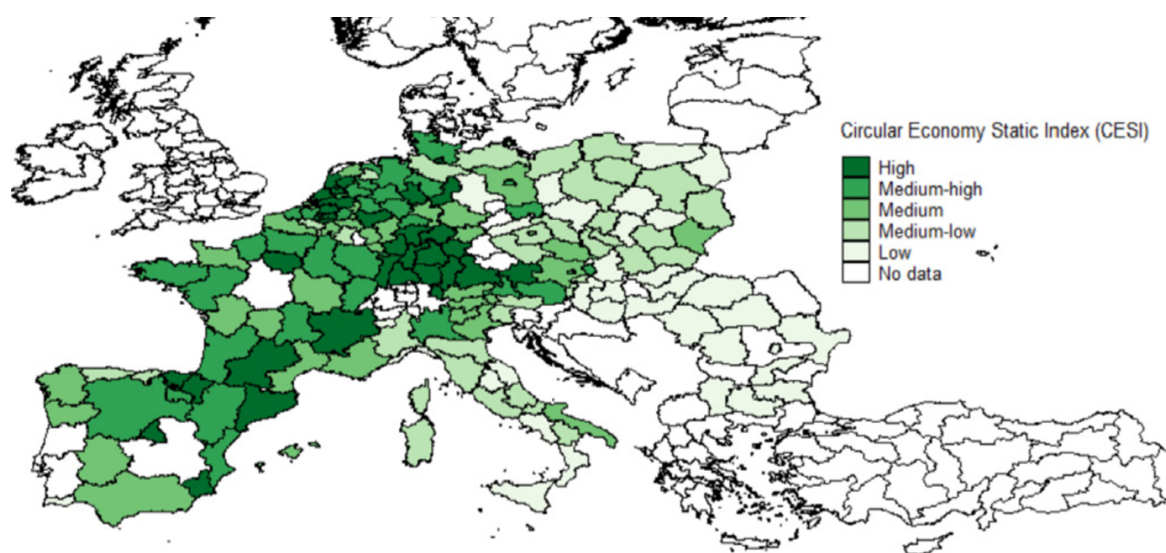 Circular Economy Static Index (CESI)
High
Medium-high
Medium
Medium-low
Low
No data